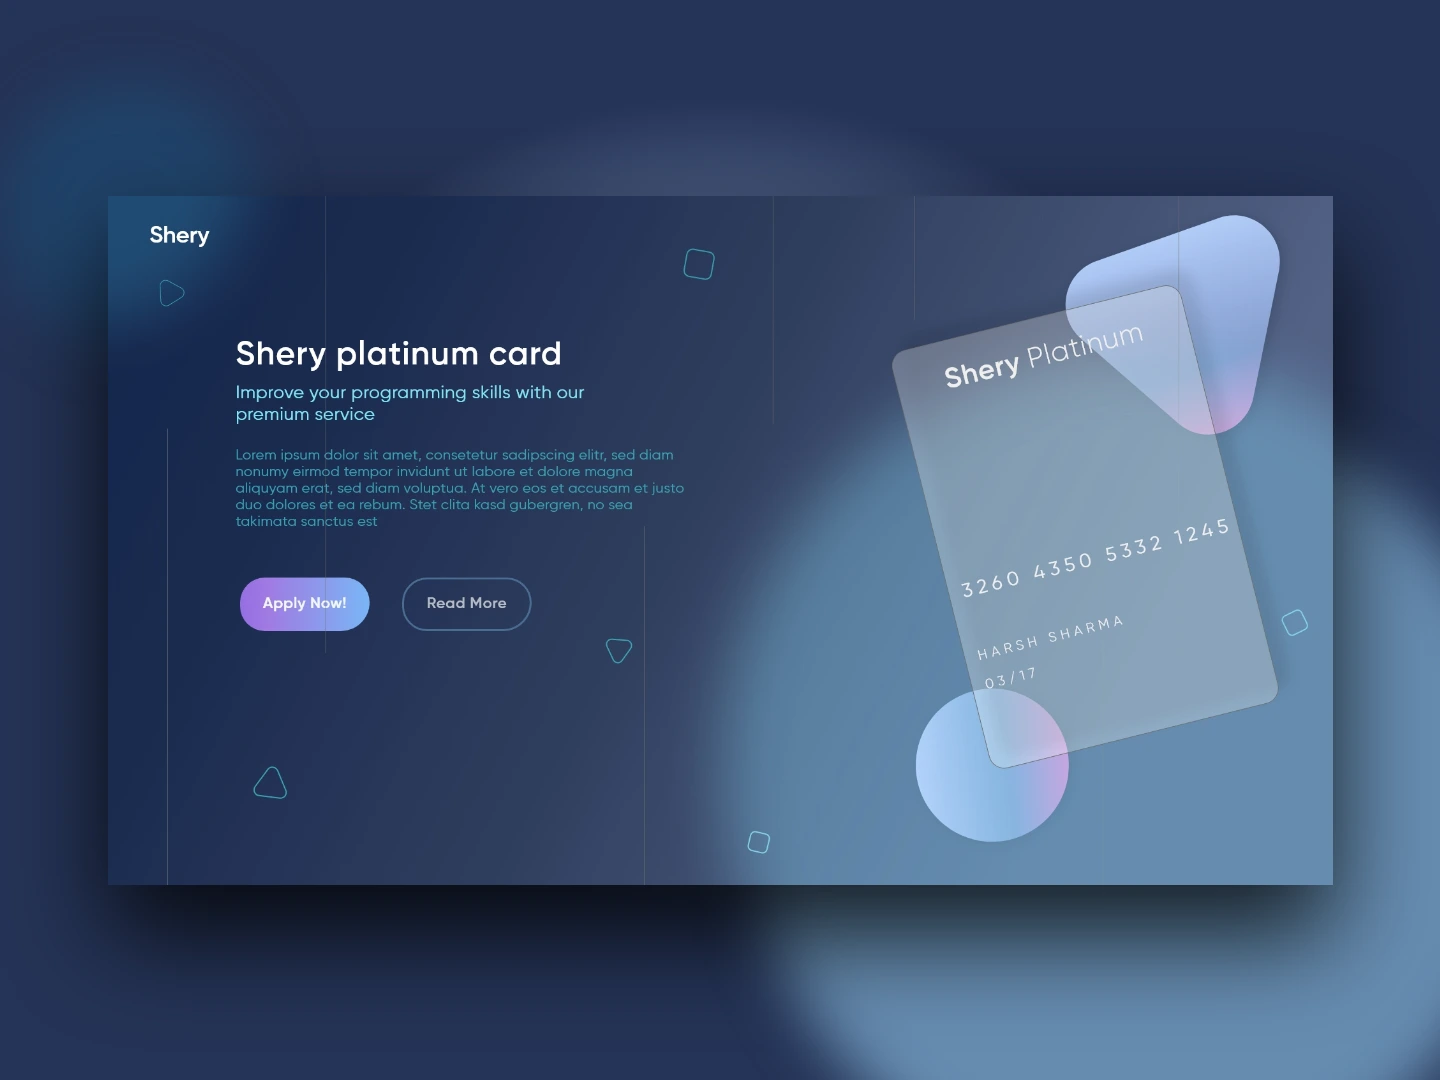 Shery
Shery platinum card
Improve your programming skills with our
premium service
Lorem ipsum dolor sit amet, consetetur sadipscing elitr, sed diam
nonumy eirmod tempor invidunt ut labore et dolore magna
aliquyam erat, sed diam voluptua. At vero eos et accusam et justo
duo dolores et ea rebum. Stet clita kasd gubergren, no sea
takimata sanctus est
Apply Now!
Read More
Shery Platinum
3260 4350 5332 1245
HARSH SHARMA
03/17